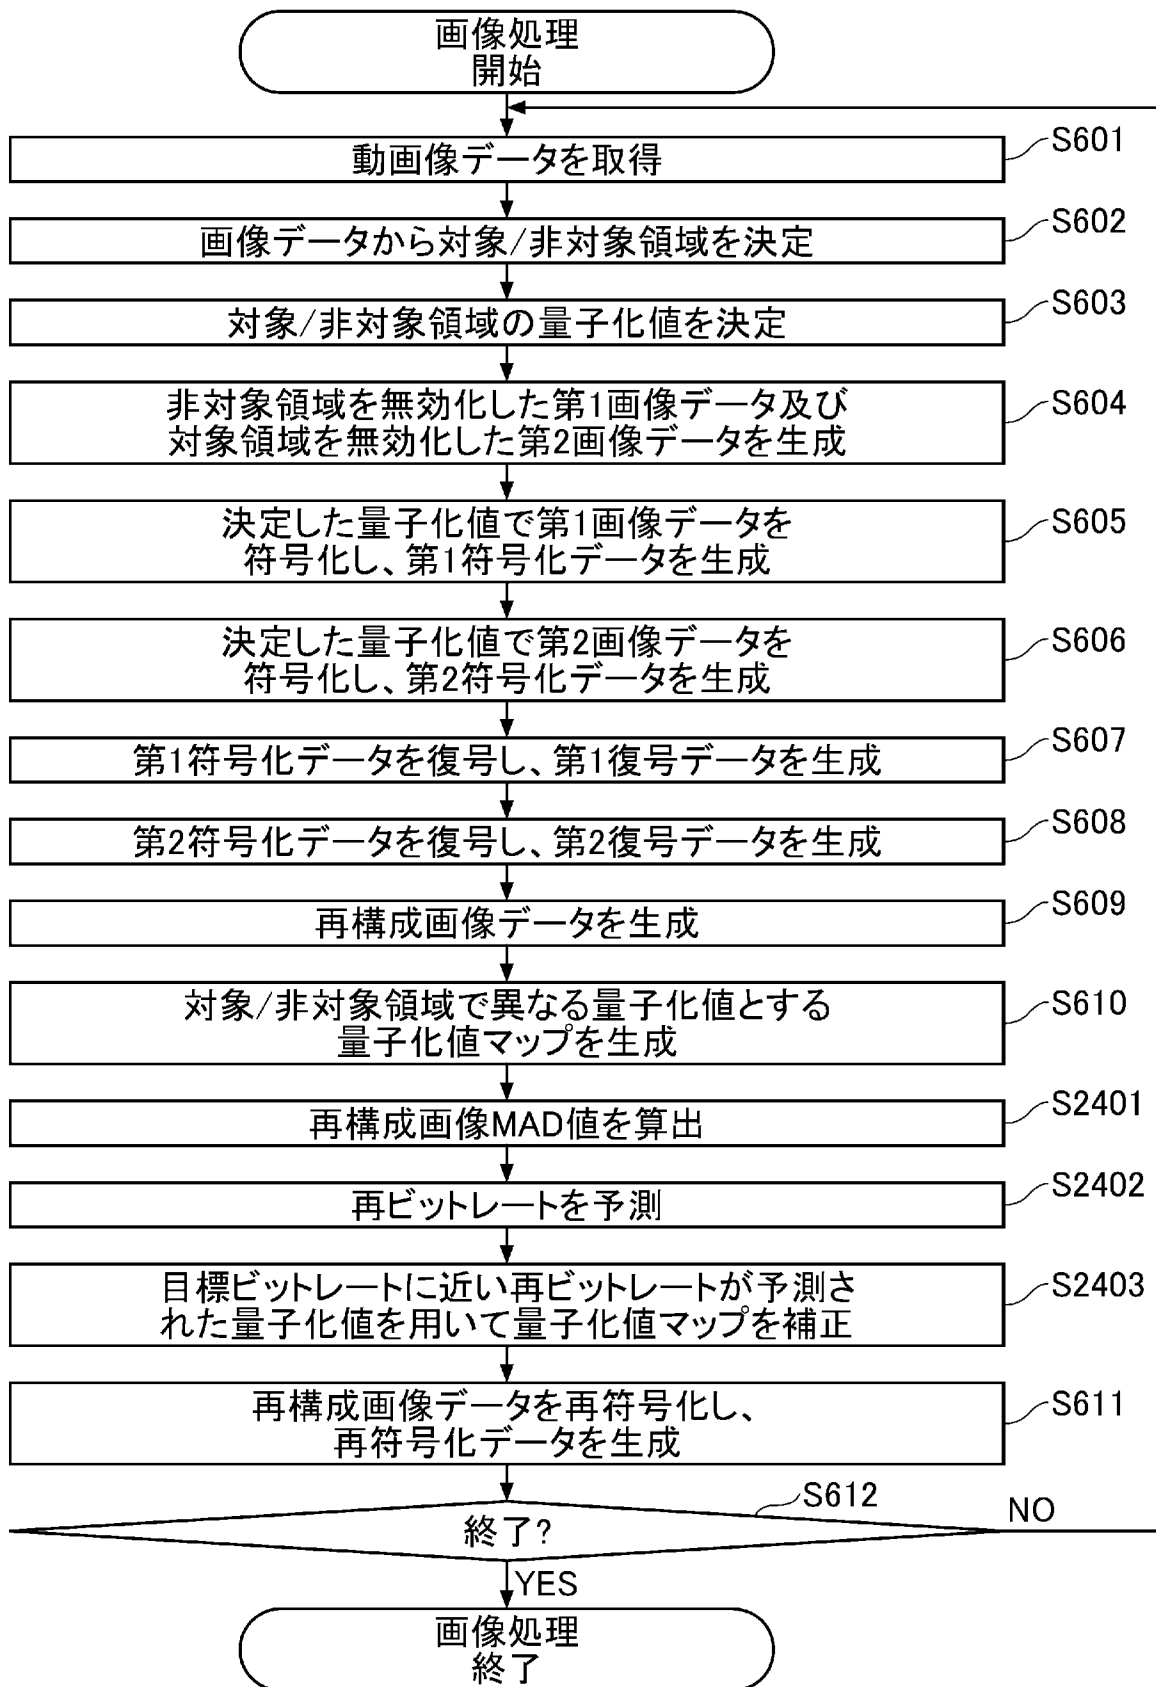 画像処理
開始
動画像データを取得
S601
画像データから対象/非対象領域を決定
S602
対象/非対象領域の量子化値を決定
S603
非対象領域を無効化した第1画像データ及び
対象領域を無効化した第2画像データを生成
S604
決定した量子化値で第1画像データを
符号化し、第1符号化データを生成
S605
決定した量子化値で第2画像データを
符号化し、第2符号化データを生成
S606
第1符号化データを復号し、第1復号データを生成
S607
第2符号化データを復号し、第2復号データを生成
S608
再構成画像データを生成
S609
対象/非対象領域で異なる量子化値とする
量子化値マップを生成
S610
再構成画像MAD値を算出
S2401
再ビットレートを予測
S2402
目標ビットレートに近い再ビットレートが予測さ
れた量子化値を用いて量子化値マップを補正
S2403
再構成画像データを再符号化し、
再符号化データを生成
S611
終了?
S612
NO
YES
画像処理
終了